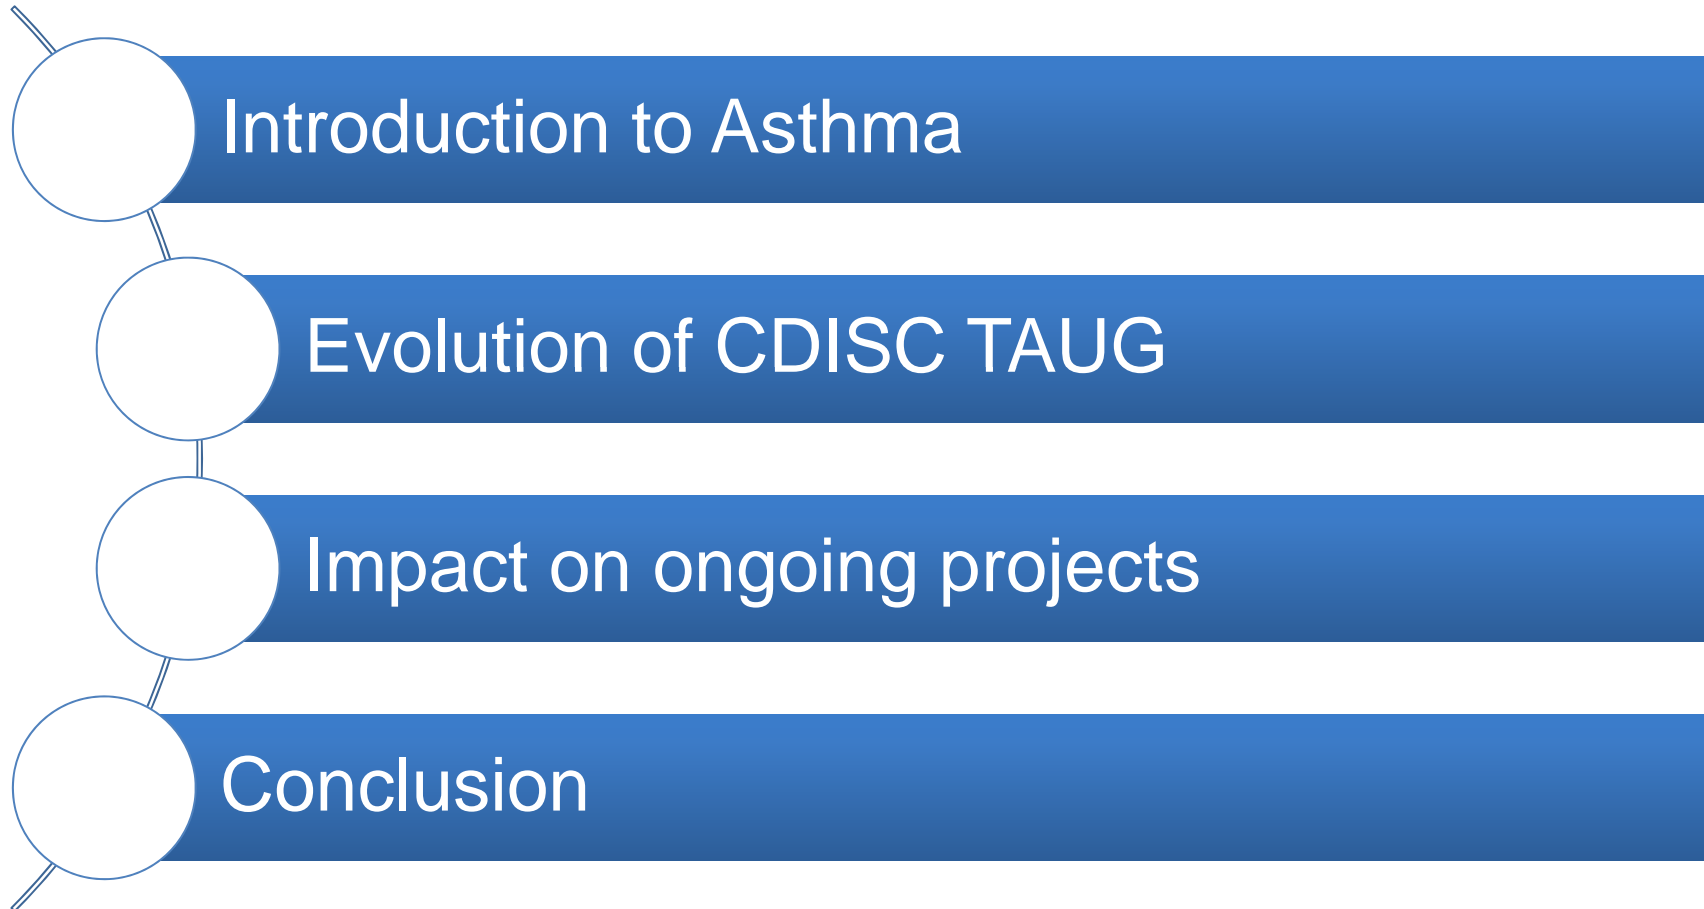 Introduction to Asthma
Evolution of CDISC TAUG
Impact on ongoing projects
Conclusion